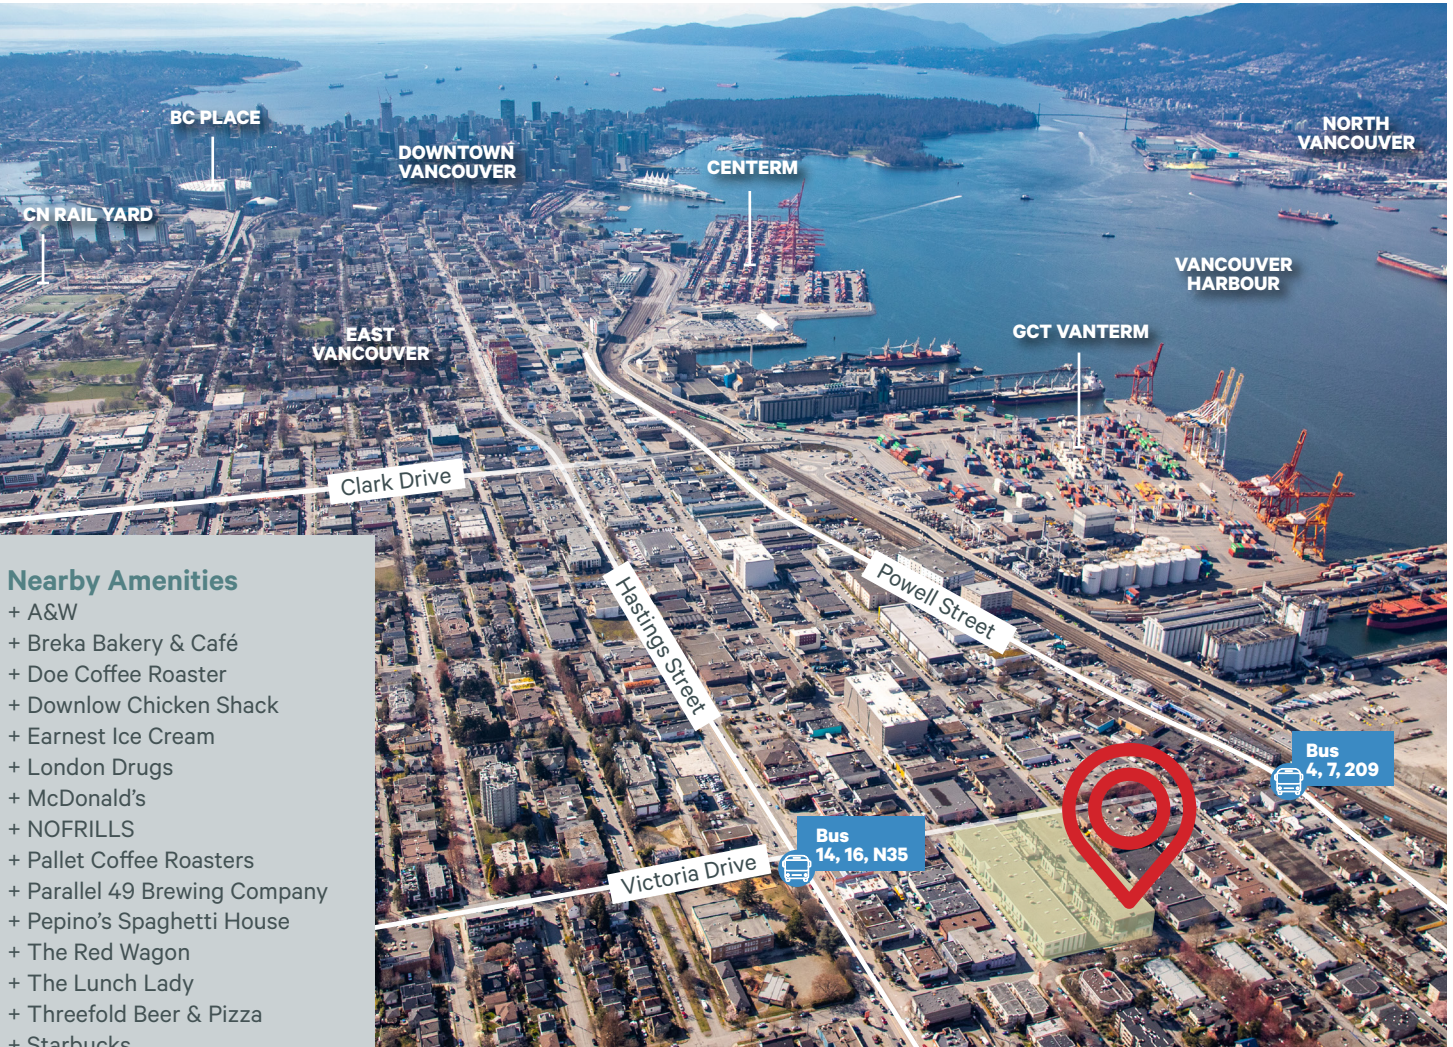 BC PLACE
DOWNTOWN
VANCOUVER
CENTERM
NORTH
VANCOUVER
CN RAIL YARD
VANCOUVER
HARBOUR
EAST
VANCOUVER
GCT VANTERM
Clark Drive
Hastings Street
Powell Street
Victoria Drive
Bus
4, 7, 209
Bus
14, 16, N35
Nearby Amenities
+ A&W
+ Breka Bakery & Café
+ Doe Coffee Roaster
+ Downlow Chicken Shack
+ Earnest Ice Cream
+ London Drugs
+ McDonald's
+ NOFRILLS
+ Pallet Coffee Roasters
+ Parallel 49 Brewing Company
+ Pepino's Spaghetti House
+ The Red Wagon
+ The Lunch Lady
+ Threefold Beer & Pizza
+ Starbucks